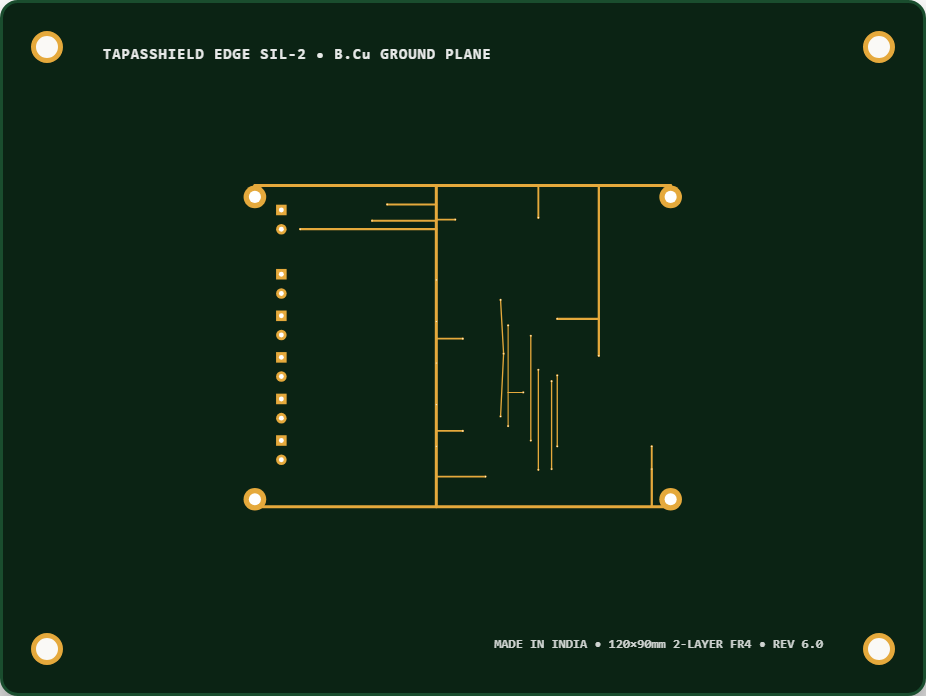 TAPASSHIELD EDGE SIL-2 • B.Cu GROUND PLANE
MADE IN INDIA • 120×90mm 2-LAYER FR4 • REV 6.0